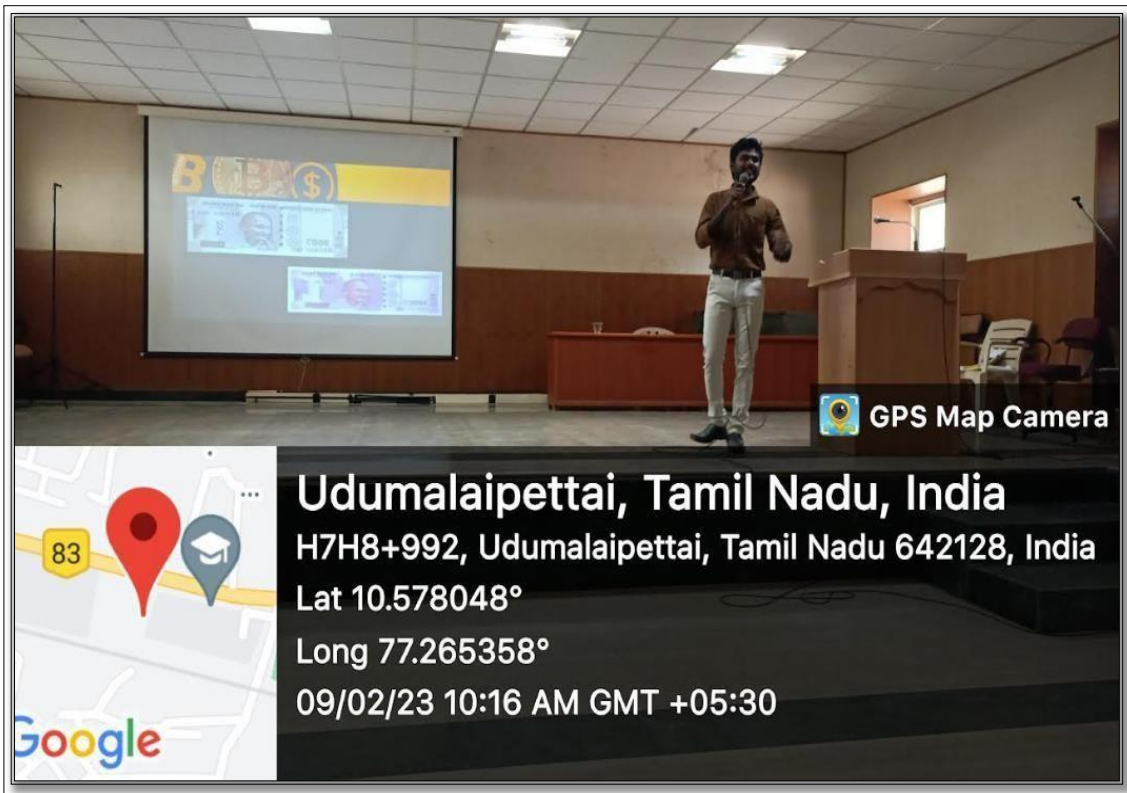 B
$
GPS Map Camera
Udumalaipettai, Tamil Nadu, India
H7H8+992, Udumalaipettai, Tamil Nadu 642128, India
Lat 10.578048°
Long 77.265358°
09/02/23 10:16 AM GMT +05:30
83
Google